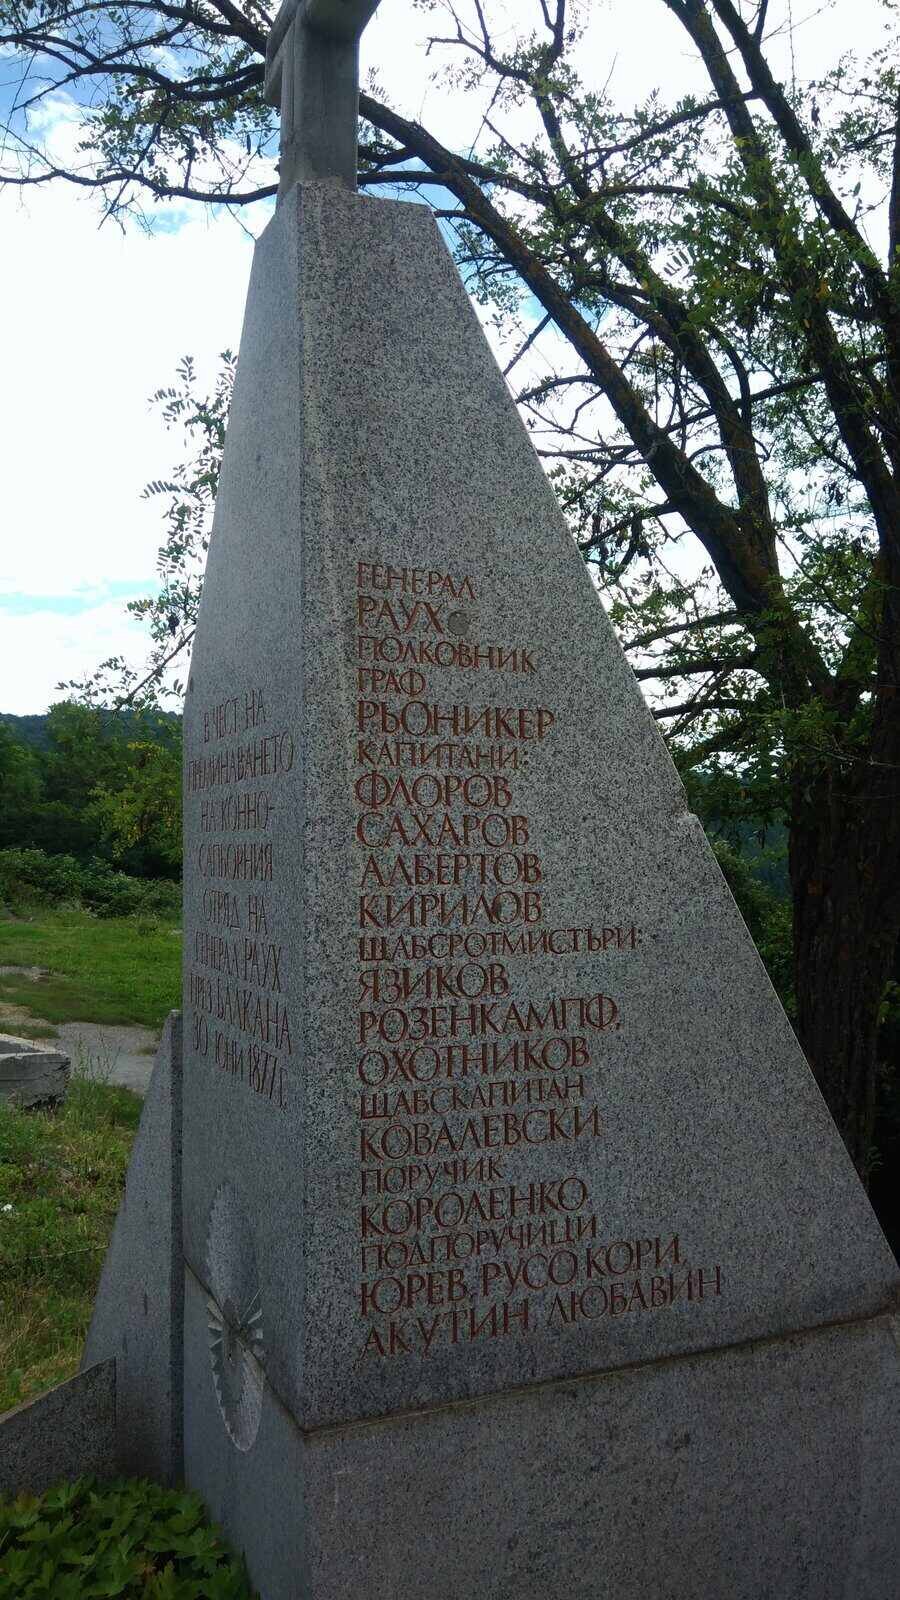 В ЧЕСТ НА
ПРЕМИНАВАНЕТО
НА КОННО-
САПЬОРНИЯ
ОТРЯД НА
ГЕНЕРАЛ РАУХ
ПРЕЗ БАЛКАНА
30 ЮНИ 1877 Г.
ГЕНЕРАЛ
РАУХ
ПОЛКОВНИК
ГРАФ
РЬОНИКЕР
КАПИТАНИ:
ФЛОРОВ
САХАРОВ
АЛБЕРТОВ
КИРИЛОВ
ЩАБСРОТМИСТЪРИ:
ЯЗИКОВ
РОЗЕНКАМПФ,
ОХОТНИКОВ
ЩАБСКАПИТАН
КОВАЛЕВСКИ
ПОРУЧИК
КОРОЛЕНКО
ПОДПОРУЧИЦИ
ЮРЕВ, РУСО КОРИ,
АКУТИН, ЛЮБАВИН